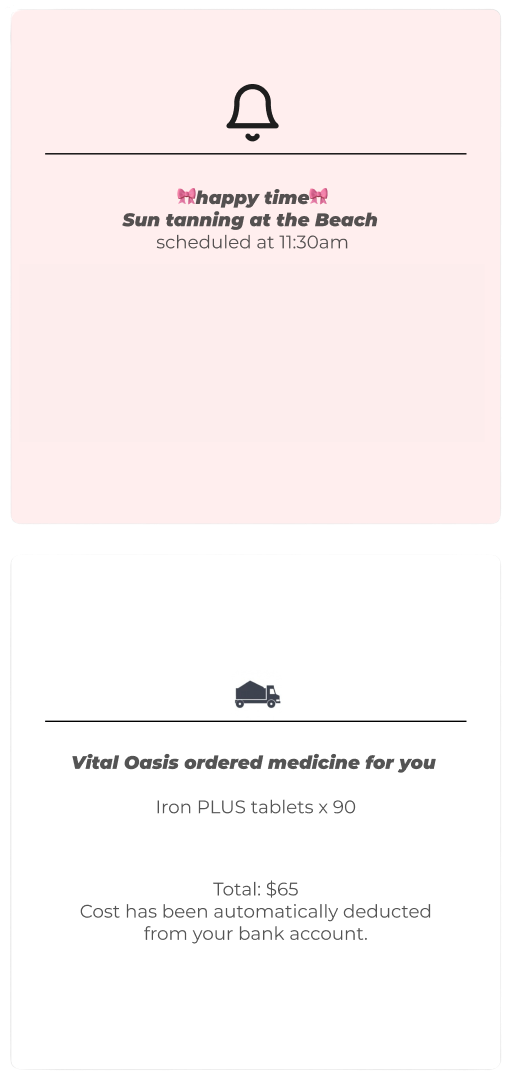 🎀happy time🎀
Sun tanning at the Beach
scheduled at 11:30am
Vital Oasis ordered medicine for you
Iron PLUS tablets x 90
Total: $65
Cost has been automatically deducted
from your bank account.